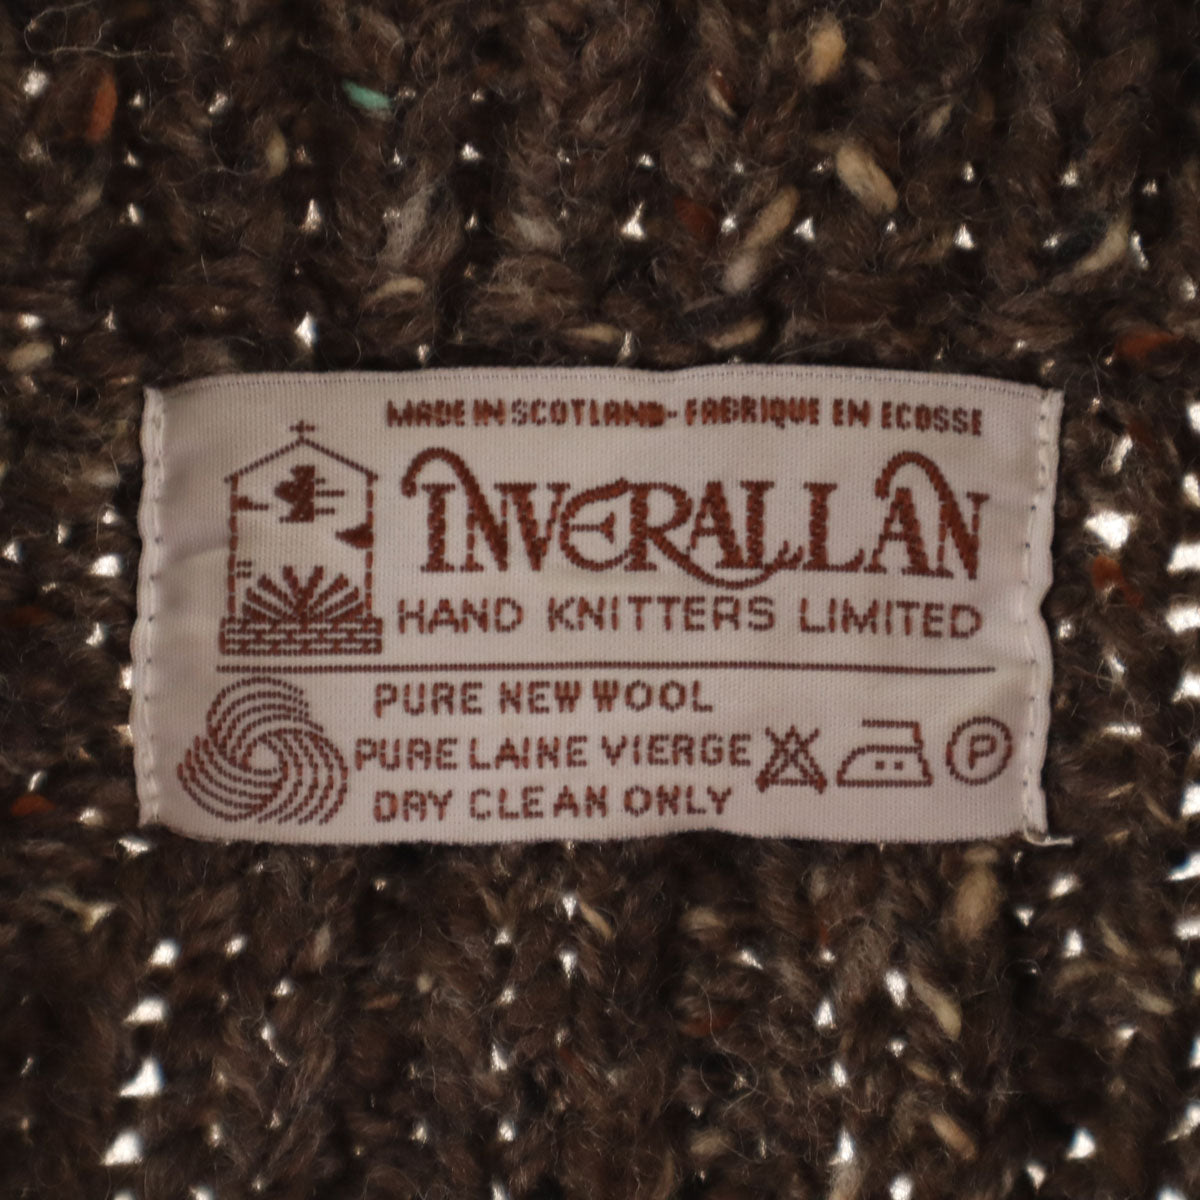 MADE IN SCOTLAND - FABRIQUE EN ECOSSE
INVERALLAN
HAND KNITTERS LIMITED
PURE NEW WOOL
PURE LAINE VIERGE
DRY CLEAN ONLY
P